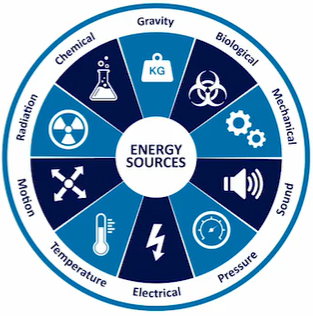 Gravity
Biological
Mechanical
Sound
Pressure
Electrical
Temperature
Motion
Radiation
Chemical
KG
ENERGY
SOURCES